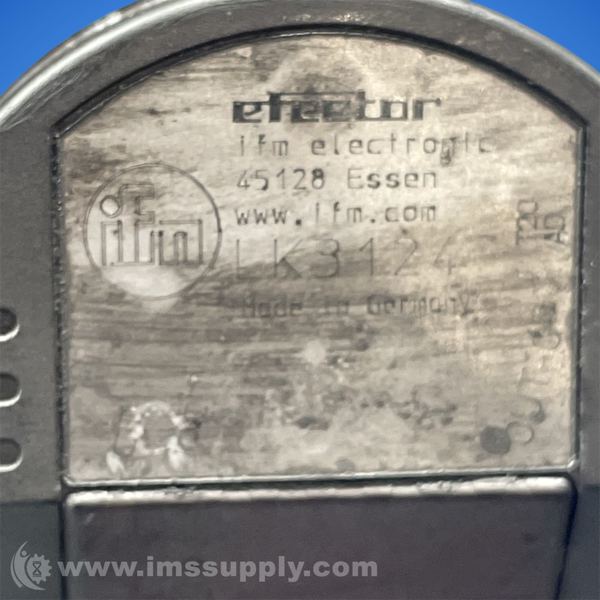 efector
ifm electronic
45128 Essen
www.ifm.com
ifm
LK3124
Made in Germany
www.imssupply.com